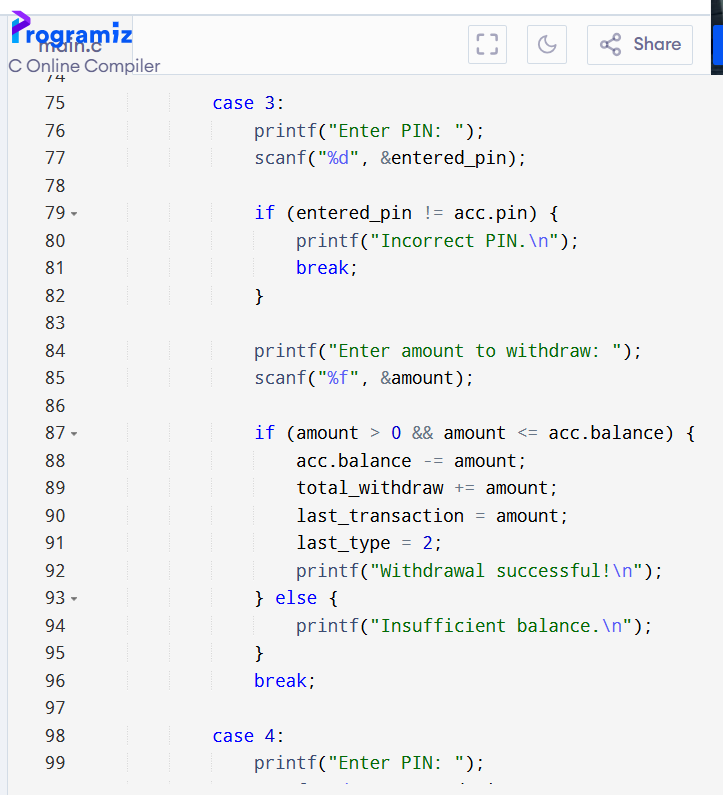 Programiz
main.c
C Online Compiler
Share
74
75 case 3:
76 printf("Enter PIN: ");
77 scanf("%d", &entered_pin);
78
79 if (entered_pin != acc.pin) {
80 printf("Incorrect PIN.\n");
81 break;
82 }
83
84 printf("Enter amount to withdraw: ");
85 scanf("%f", &amount);
86
87 if (amount > 0 && amount <= acc.balance) {
88 acc.balance -= amount;
89 total_withdraw += amount;
90 last_transaction = amount;
91 last_type = 2;
92 printf("Withdrawal successful!\n");
93 } else {
94 printf("Insufficient balance.\n");
95 }
96 break;
97
98 case 4:
99 printf("Enter PIN: ");